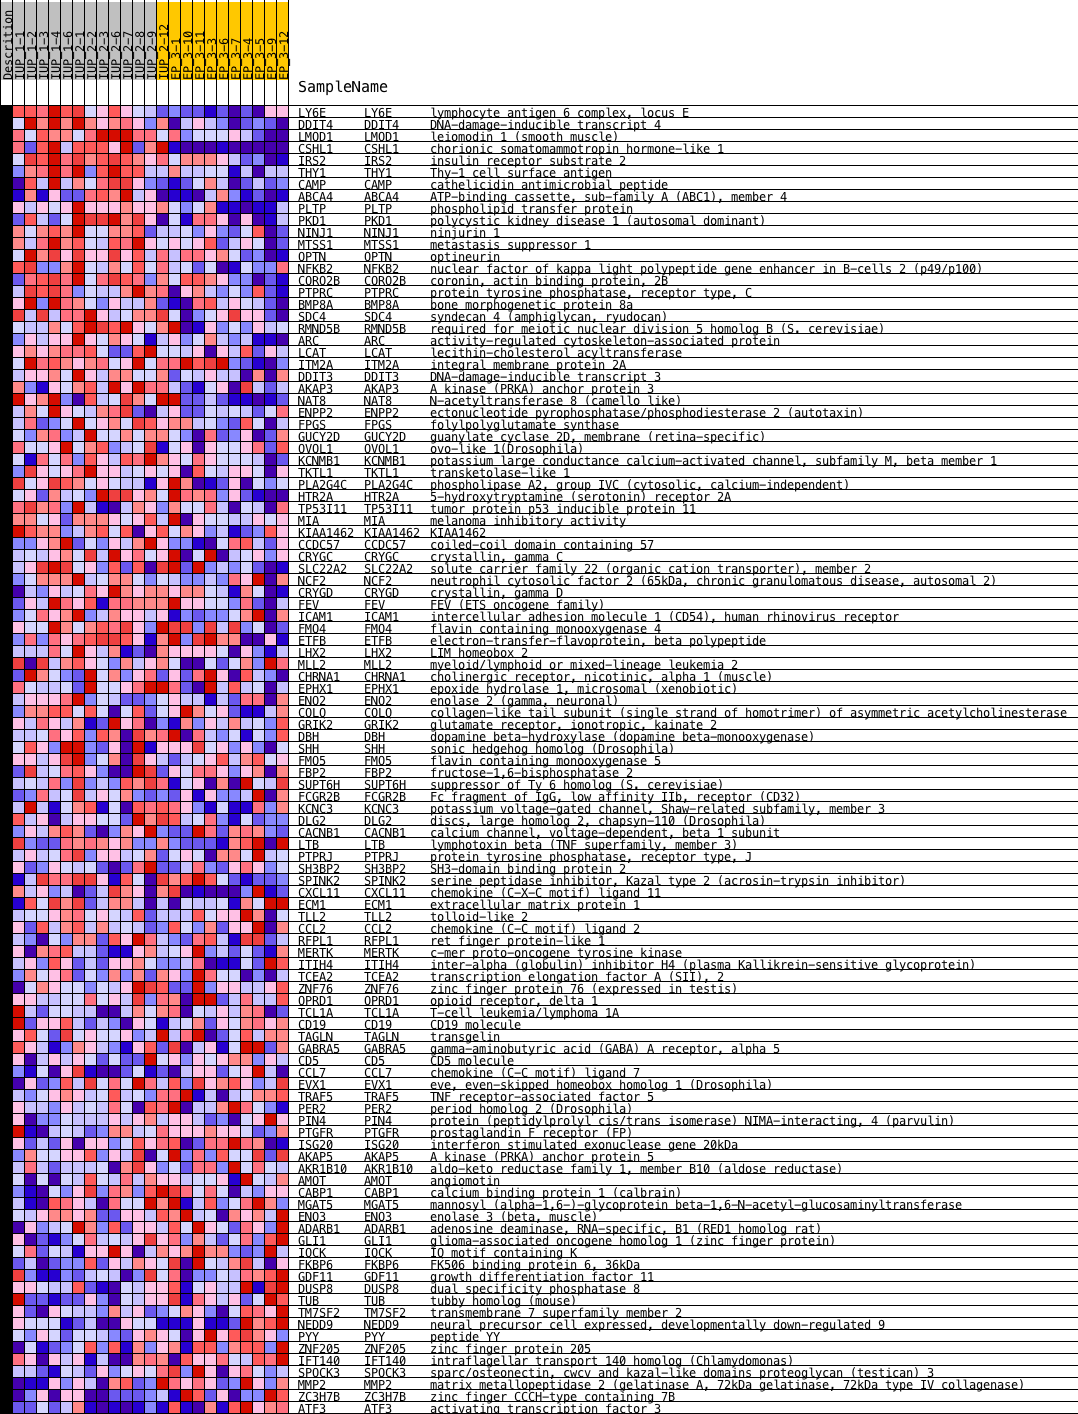 Descrition
IUP_1-1
IUP_1-2
IUP_1-3
IUP_1-4
IUP_1-6
IUP_2-1
IUP_2-2
IUP_2-3
IUP_2-6
IUP_2-7
IUP_2-8
IUP_2-9
IUP_2-12
EP_3-1
EP_3-10
EP_3-11
EP_3-3
EP_3-6
EP_3-7
EP_3-4
EP_3-5
EP_3-9
EP_3-12
SampleName
LY6E LY6E lymphocyte antigen 6 complex, locus E
DDIT4 DDIT4 DNA-damage-inducible transcript 4
LMOD1 LMOD1 leiomodin 1 (smooth muscle)
CSHL1 CSHL1 chorionic somatomammotropin hormone-like 1
IRS2 IRS2 insulin receptor substrate 2
THY1 THY1 Thy-1 cell surface antigen
CAMP CAMP cathelicidin antimicrobial peptide
ABCA4 ABCA4 ATP-binding cassette, sub-family A (ABC1), member 4
PLTP PLTP phospholipid transfer protein
PKD1 PKD1 polycystic kidney disease 1 (autosomal dominant)
NINJ1 NINJ1 ninjurin 1
MTSS1 MTSS1 metastasis suppressor 1
OPTN OPTN optineurin
NFKB2 NFKB2 nuclear factor of kappa light polypeptide gene enhancer in B-cells 2 (p49/p100)
CORO2B CORO2B coronin, actin binding protein, 2B
PTPRC PTPRC protein tyrosine phosphatase, receptor type, C
BMP8A BMP8A bone morphogenetic protein 8a
SDC4 SDC4 syndecan 4 (amphiglycan, ryudocan)
RMND5B RMND5B required for meiotic nuclear division 5 homolog B (S. cerevisiae)
ARC ARC activity-regulated cytoskeleton-associated protein
LCAT LCAT lecithin-cholesterol acyltransferase
ITM2A ITM2A integral membrane protein 2A
DDIT3 DDIT3 DNA-damage-inducible transcript 3
AKAP3 AKAP3 A kinase (PRKA) anchor protein 3
NAT8 NAT8 N-acetyltransferase 8 (camello like)
ENPP2 ENPP2 ectonucleotide pyrophosphatase/phosphodiesterase 2 (autotaxin)
FPGS FPGS folylpolyglutamate synthase
GUCY2D GUCY2D guanylate cyclase 2D, membrane (retina-specific)
OVOL1 OVOL1 ovo-like 1(Drosophila)
KCNMB1 KCNMB1 potassium large conductance calcium-activated channel, subfamily M, beta member 1
TKTL1 TKTL1 transketolase-like 1
PLA2G4C PLA2G4C phospholipase A2, group IVC (cytosolic, calcium-independent)
HTR2A HTR2A 5-hydroxytryptamine (serotonin) receptor 2A
TP53I11 TP53I11 tumor protein p53 inducible protein 11
MIA MIA melanoma inhibitory activity
KIAA1462 KIAA1462 KIAA1462
CCDC57 CCDC57 coiled-coil domain containing 57
CRYGC CRYGC crystallin, gamma C
SLC22A2 SLC22A2 solute carrier family 22 (organic cation transporter), member 2
NCF2 NCF2 neutrophil cytosolic factor 2 (65kDa, chronic granulomatous disease, autosomal 2)
CRYGD CRYGD crystallin, gamma D
FEV FEV FEV (ETS oncogene family)
ICAM1 ICAM1 intercellular adhesion molecule 1 (CD54), human rhinovirus receptor
FMO4 FMO4 flavin containing monooxygenase 4
ETFB ETFB electron-transfer-flavoprotein, beta polypeptide
LHX2 LHX2 LIM homeobox 2
MLL2 MLL2 myeloid/lymphoid or mixed-lineage leukemia 2
CHRNA1 CHRNA1 cholinergic receptor, nicotinic, alpha 1 (muscle)
EPHX1 EPHX1 epoxide hydrolase 1, microsomal (xenobiotic)
ENO2 ENO2 enolase 2 (gamma, neuronal)
COLQ COLQ collagen-like tail subunit (single strand of homotrimer) of asymmetric acetylcholinesterase
GRIK2 GRIK2 glutamate receptor, ionotropic, kainate 2
DBH DBH dopamine beta-hydroxylase (dopamine beta-monooxygenase)
SHH SHH sonic hedgehog homolog (Drosophila)
FMO5 FMO5 flavin containing monooxygenase 5
FBP2 FBP2 fructose-1,6-bisphosphatase 2
SUPT6H SUPT6H suppressor of Ty 6 homolog (S. cerevisiae)
FCGR2B FCGR2B Fc fragment of IgG, low affinity IIb, receptor (CD32)
KCNC3 KCNC3 potassium voltage-gated channel, Shaw-related subfamily, member 3
DLG2 DLG2 discs, large homolog 2, chapsyn-110 (Drosophila)
CACNB1 CACNB1 calcium channel, voltage-dependent, beta 1 subunit
LTB LTB lymphotoxin beta (TNF superfamily, member 3)
PTPRJ PTPRJ protein tyrosine phosphatase, receptor type, J
SH3BP2 SH3BP2 SH3-domain binding protein 2
SPINK2 SPINK2 serine peptidase inhibitor, Kazal type 2 (acrosin-trypsin inhibitor)
CXCL11 CXCL11 chemokine (C-X-C motif) ligand 11
ECM1 ECM1 extracellular matrix protein 1
TLL2 TLL2 tolloid-like 2
CCL2 CCL2 chemokine (C-C motif) ligand 2
RFPL1 RFPL1 ret finger protein-like 1
MERTK MERTK c-mer proto-oncogene tyrosine kinase
ITIH4 ITIH4 inter-alpha (globulin) inhibitor H4 (plasma Kallikrein-sensitive glycoprotein)
TCEA2 TCEA2 transcription elongation factor A (SII), 2
ZNF76 ZNF76 zinc finger protein 76 (expressed in testis)
OPRD1 OPRD1 opioid receptor, delta 1
TCL1A TCL1A T-cell leukemia/lymphoma 1A
CD19 CD19 CD19 molecule
TAGLN TAGLN transgelin
GABRA5 GABRA5 gamma-aminobutyric acid (GABA) A receptor, alpha 5
CD5 CD5 CD5 molecule
CCL7 CCL7 chemokine (C-C motif) ligand 7
EVX1 EVX1 eve, even-skipped homeobox homolog 1 (Drosophila)
TRAF5 TRAF5 TNF receptor-associated factor 5
PER2 PER2 period homolog 2 (Drosophila)
PIN4 PIN4 protein (peptidylprolyl cis/trans isomerase) NIMA-interacting, 4 (parvulin)
PTGFR PTGFR prostaglandin F receptor (FP)
ISG20 ISG20 interferon stimulated exonuclease gene 20kDa
AKAP5 AKAP5 A kinase (PRKA) anchor protein 5
AKR1B10 AKR1B10 aldo-keto reductase family 1, member B10 (aldose reductase)
AMOT AMOT angiomotin
CABP1 CABP1 calcium binding protein 1 (calbrain)
MGAT5 MGAT5 mannosyl (alpha-1,6-)-glycoprotein beta-1,6-N-acetyl-glucosaminyltransferase
ENO3 ENO3 enolase 3 (beta, muscle)
ADARB1 ADARB1 adenosine deaminase, RNA-specific, B1 (RED1 homolog rat)
GLI1 GLI1 glioma-associated oncogene homolog 1 (zinc finger protein)
IQCK IQCK IQ motif containing K
FKBP6 FKBP6 FK506 binding protein 6, 36kDa
GDF11 GDF11 growth differentiation factor 11
DUSP8 DUSP8 dual specificity phosphatase 8
TUB TUB tubby homolog (mouse)
TM7SF2 TM7SF2 transmembrane 7 superfamily member 2
NEDD9 NEDD9 neural precursor cell expressed, developmentally down-regulated 9
PYY PYY peptide YY
ZNF205 ZNF205 zinc finger protein 205
IFT140 IFT140 intraflagellar transport 140 homolog (Chlamydomonas)
SPOCK3 SPOCK3 sparc/osteonectin, cwcv and kazal-like domains proteoglycan (testican) 3
MMP2 MMP2 matrix metallopeptidase 2 (gelatinase A, 72kDa gelatinase, 72kDa type IV collagenase)
ZC3H7B ZC3H7B zinc finger CCCH-type containing 7B
ATF3 ATF3 activating transcription factor 3